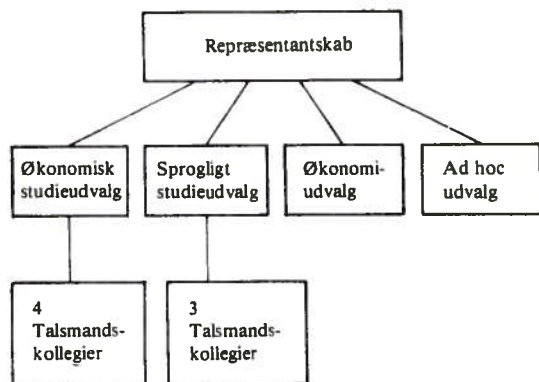 Repræsentantskab
Økonomisk
studieudvalg
Sprogligt
studieudvalg
Økonomi-
udvalg
Ad hoc
udvalg
4
Talsmands-
kollegier
3
Talsmands-
kollegier